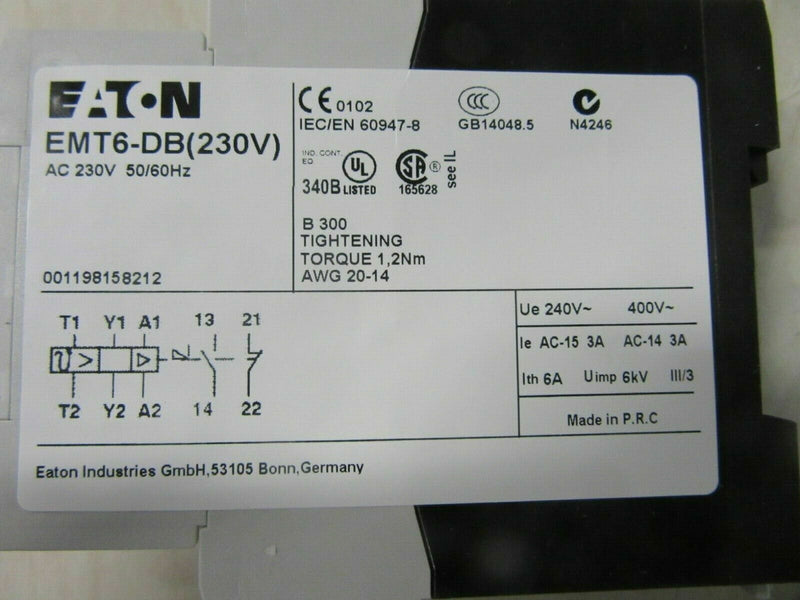 EATON
EMT6-DB(230V)
AC 230V 50/60Hz
001198158212
CE 0102
IEC/EN 60947-8
CCC
GB14048.5
N4246
IND. CONT. EQ
340B
UL
LISTED
SA ®
165628
see IL
B 300
TIGHTENING
TORQUE 1,2Nm
AWG 20-14
T1 Y1 A1 13 21
T2 Y2 A2 14 22
Ue 240V~ 400V~
Ie AC-15 3A AC-14 3A
Ith 6A Uimp 6kV III/3
Made in P.R.C
Eaton Industries GmbH,53105 Bonn,Germany